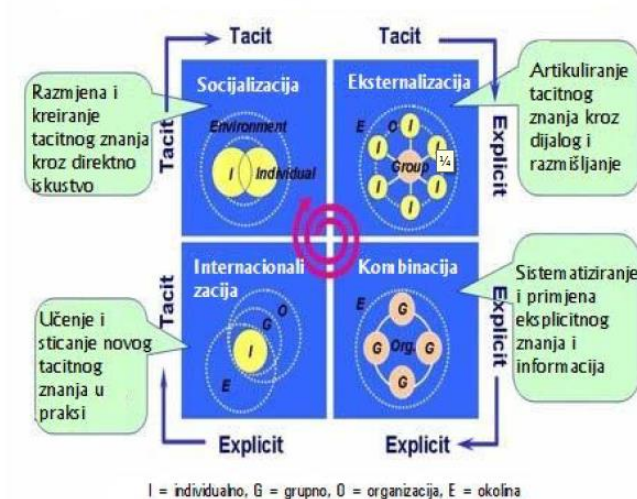 Tacit
Tacit
Razmjena i
kreiranje
tacitnog znanja
kroz direktno
iskustvo
Tacit
Socijalizacija
Environment
I
Individual
Eksternalizacija
E
O
I
I
I
Group
¼
I
I
I
Explicit
Artikuliranje
tacitnog
znanja kroz
dijalog i
razmišljanje
Učenje i
sticanje novog
tacitnog
znanja u
praksi
Tacit
Internacionali
zacija
O
G
I
E
Kombinacija
E
G
G
Org.
G
G
Explicit
Sistematiziranje
i primjena
eksplicitnog
znanja i
informacija
Explicit
Explicit
I = individualno, G = grupno, O = organizacija, E = okolina